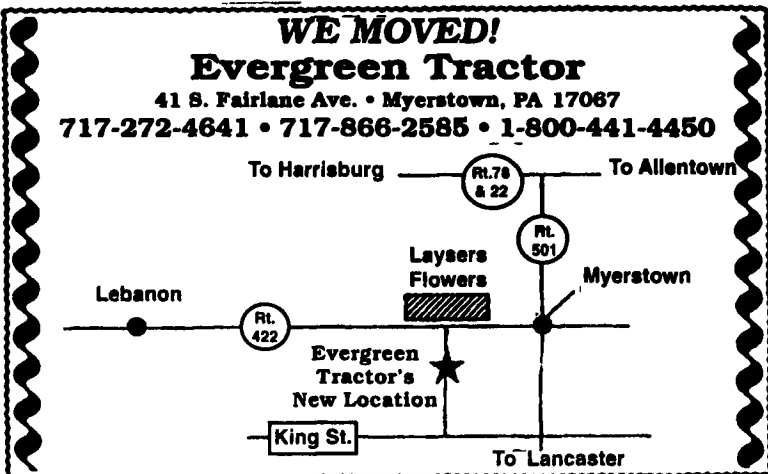 WE MOVED!
Evergreen Tractor
41 S. Fairlane Ave. • Myerstown, PA 17067
717-272-4641 • 717-866-2585 • 1-800-441-4450
To Harrisburg
Rt.78
& 22
To Allentown
Rt.
501
Laysers
Flowers
Myerstown
Lebanon
Rt.
422
Evergreen
Tractor's
New Location
King St.
To Lancaster